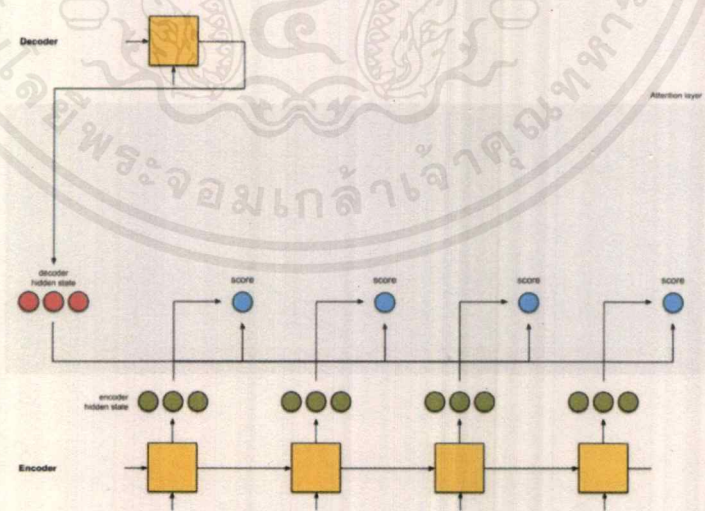 Decoder
Attention layer
พระจอมเกล้าเจ้าคุณทหาร
decoder
hidden state
score
score
score
score
encoder
hidden state
Encoder